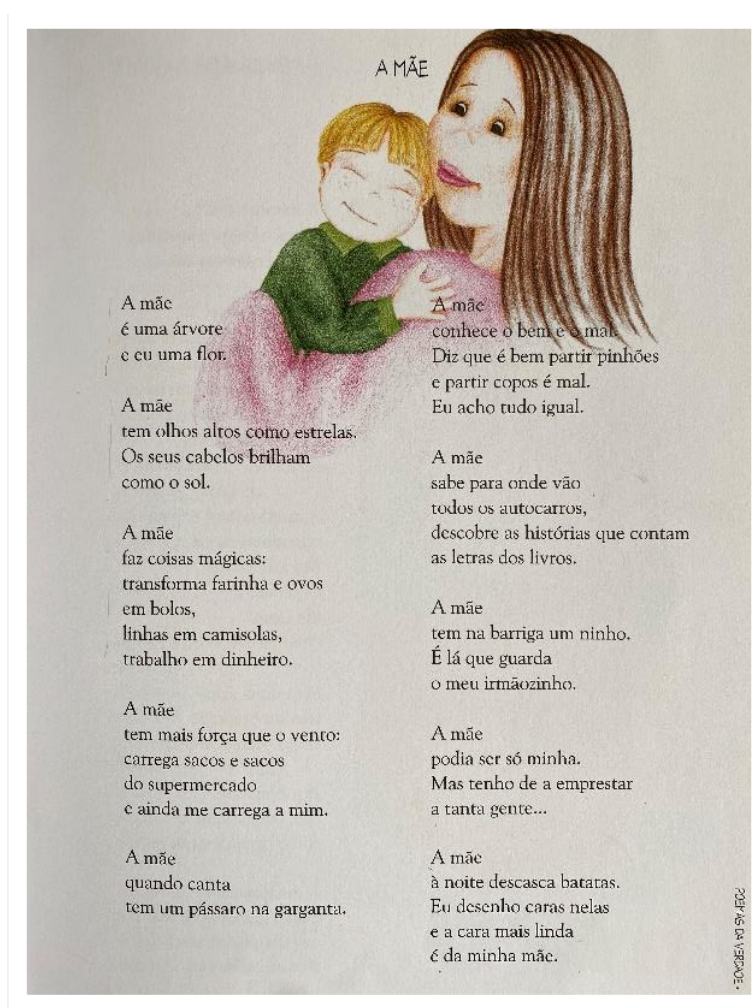 A MÃE
A mãe
é uma árvore
e eu uma flor.
A mãe
tem olhos altos como estrelas.
Os seus cabelos brilham
como o sol.
A mãe
faz coisas mágicas:
transforma farinha e ovos
em bolos,
linhas em camisolas,
trabalho em dinheiro.
A mãe
tem mais força que o vento:
carrega sacos e sacos
do supermercado
e ainda me carrega a mim.
A mãe
quando canta
tem um pássaro na garganta.
A mãe
conhece o bem e o mal.
Diz que é bem partir pinhões
e partir copos é mal.
Eu acho tudo igual.
A mãe
sabe para onde vão
todos os autocarros,
descobre as histórias que contam
as letras dos livros.
A mãe
tem na barriga um ninho.
É lá que guarda
o meu irmãozinho.
A mãe
podia ser só minha.
Mas tenho de a emprestar
a tanta gente...
A mãe
à noite descasca batatas.
Eu desenho caras nelas
e a cara mais linda
é da minha mãe.
POEMAS DA VERDADE •